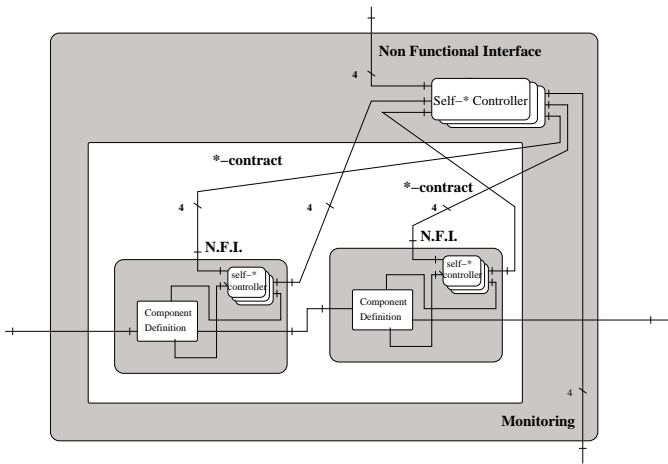 Non Functional Interface
4
Self-* Controller
*-contract
*-contract
4
4
4
N.F.I.
N.F.I.
self-*
controller
self-*
controller
Component
Definition
Component
Definition
4
Monitoring